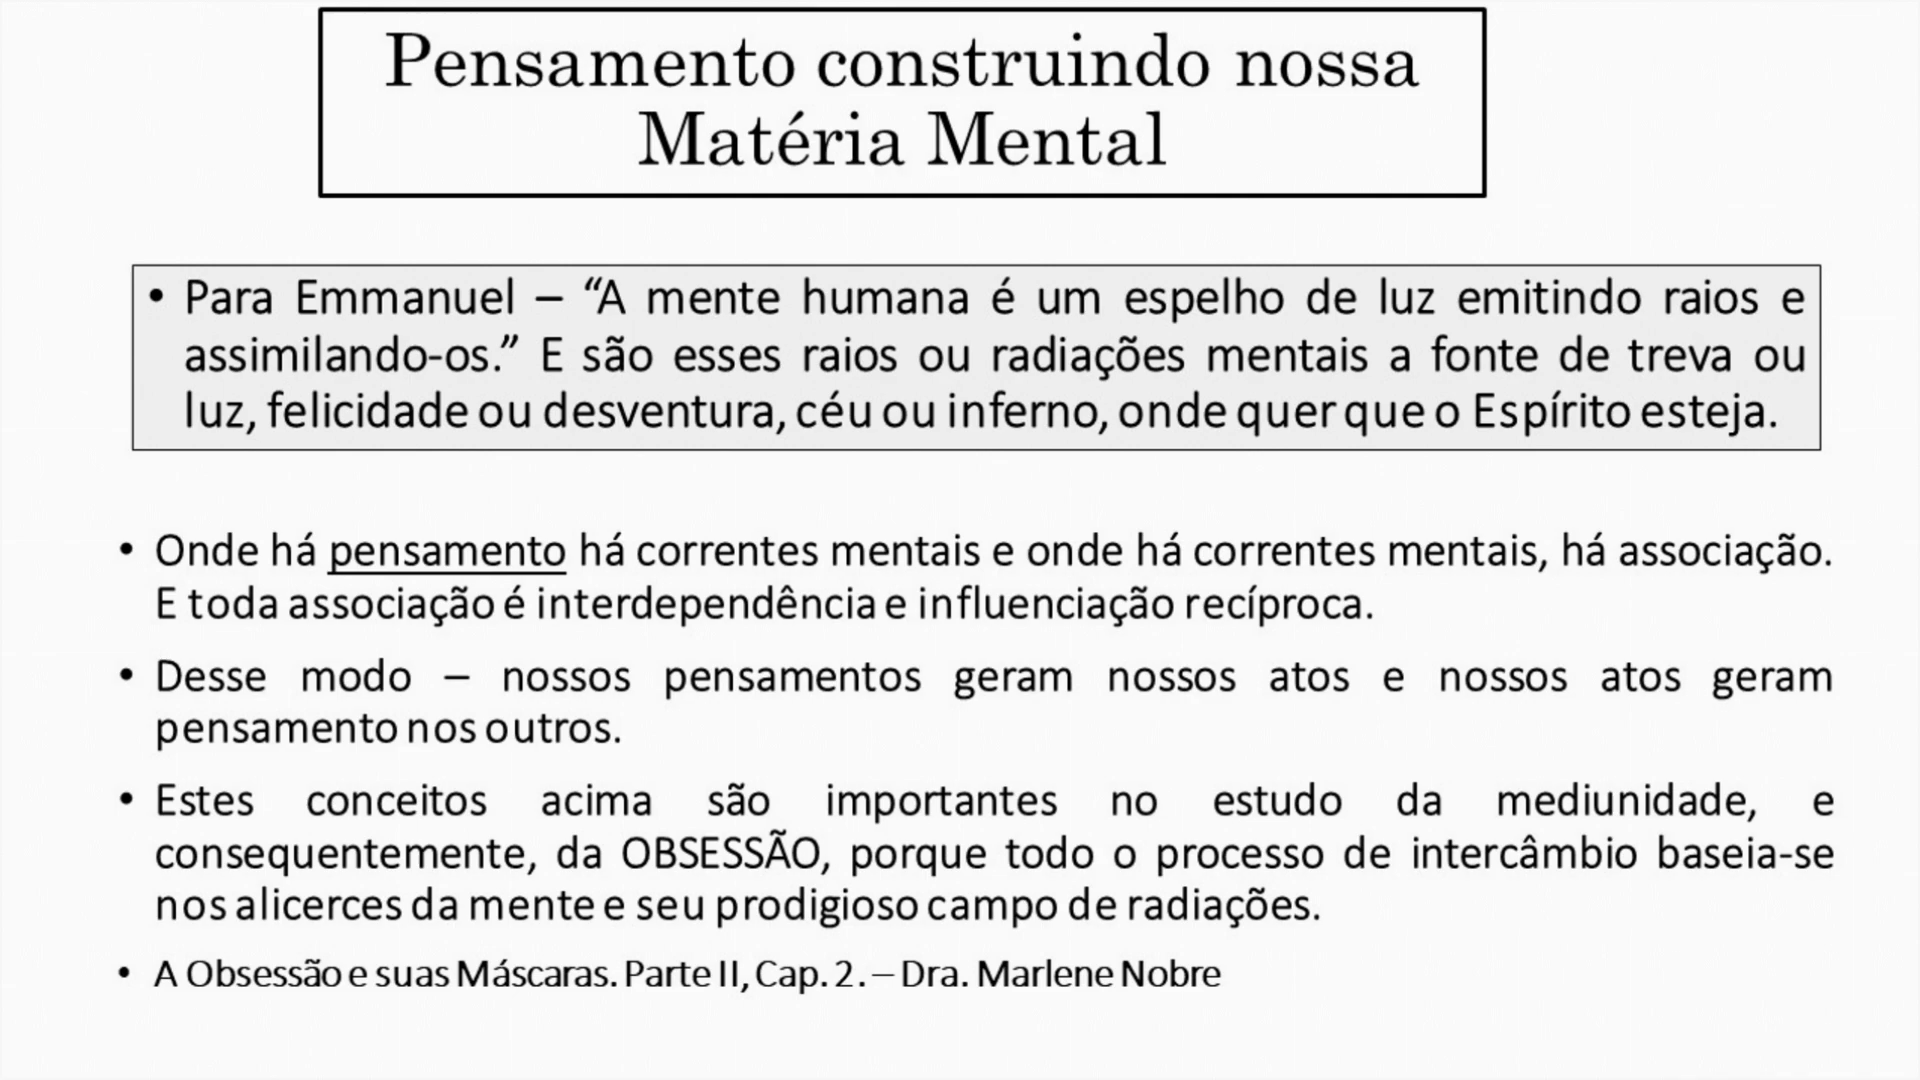 Pensamento construindo nossa
Matéria Mental
• Para Emmanuel – “A mente humana é um espelho de luz emitindo raios e
assimilando-os.” E são esses raios ou radiações mentais a fonte de treva ou
luz, felicidade ou desventura, céu ou inferno, onde quer que o Espírito esteja.
• Onde há pensamento há correntes mentais e onde há correntes mentais, há associação.
E toda associação é interdependência e influenciação recíproca.
• Desse modo – nossos pensamentos geram nossos atos e nossos atos geram
pensamento nos outros.
• Estes conceitos acima são importantes no estudo da mediunidade, e
consequentemente, da OBSESSÃO, porque todo o processo de intercâmbio baseia-se
nos alicerces da mente e seu prodigioso campo de radiações.
• A Obsessão e suas Máscaras. Parte II, Cap. 2. – Dra. Marlene Nobre